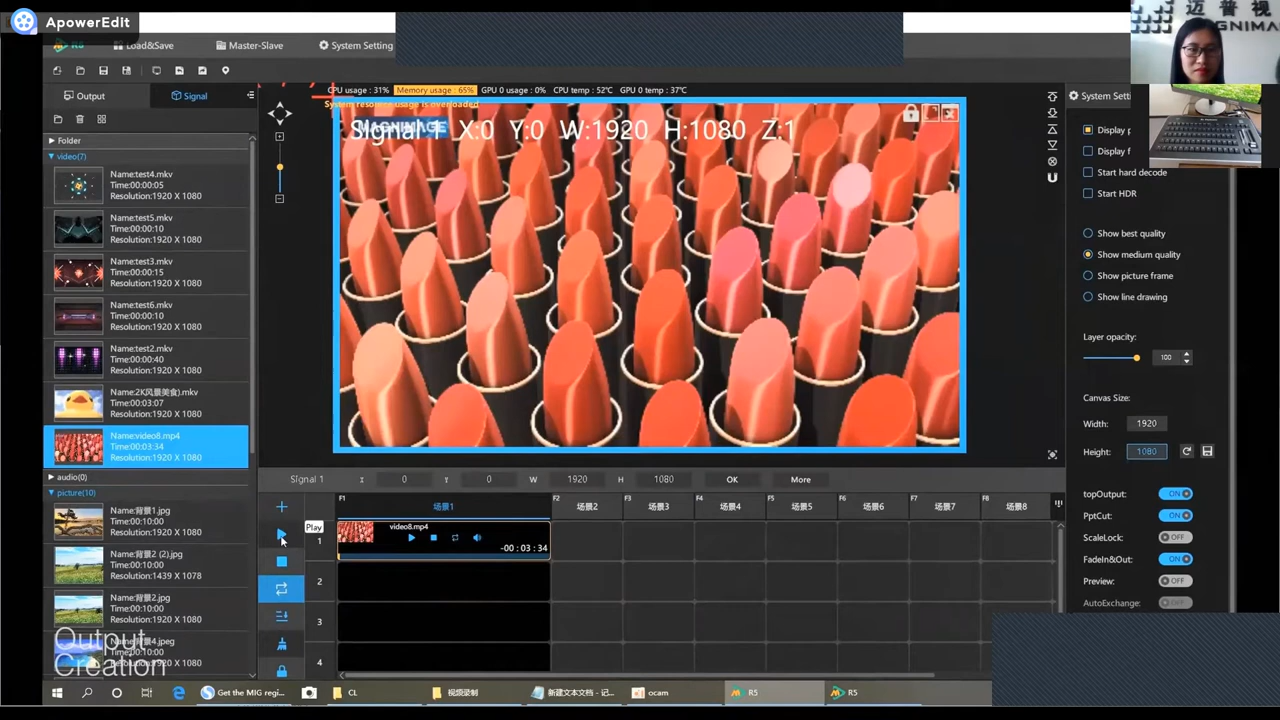 ApowerEdit
迈普视
MAGNIMAGE
R5 Load&Save Master-Slave System Setting
CPU usage : 31% Memory usage : 65% GPU 0 usage : 0% CPU temp : 52℃ GPU 0 temp : 37℃
System resource usage is overloaded
Output Signal
Signal 1 X:0 Y:0 W:1920 H:1080 Z:1
MAGNIMAGE
Folder
video(7)
Name:test4.mkv
Time:00:00:05
Resolution:1920 X 1080
Name:test5.mkv
Time:00:00:10
Resolution:1920 X 1080
Name:test3.mkv
Time:00:00:15
Resolution:1920 X 1080
Name:test6.mkv
Time:00:00:10
Resolution:1920 X 1080
Name:test2.mkv
Time:00:00:40
Resolution:1920 X 1080
Name:2K风景美食).mkv
Time:00:03:07
Resolution:1920 X 1080
Name:video8.mp4
Time:00:03:34
Resolution:1920 X 1080
audio(0)
picture(10)
Name:背景1.jpg
Time:00:10:00
Resolution:1920 X 1080
Name:背景2 (2).jpg
Time:00:10:00
Resolution:1439 X 1078
Name:背景2.jpg
Time:00:10:00
Resolution:1920 X 1080
Name:背景4.jpeg
Time:00:10:00
Resolution:1920 X 1080
Output
Creation
System Setti
Display
Display f
Start hard decode
Start HDR
Show best quality
Show medium quality
Show picture frame
Show line drawing
Layer opacity:
100
Canvas Size:
Width: 1920
Height: 1080
topOutput: ON
PptCut: ON
ScaleLock: OFF
FadeIn&Out: ON
Preview: OFF
AutoExchange: OFF
Signal 1 X 0 Y 0 W 1920 H 1080 OK More
F1 F2 F3 F4 F5 F6 F7 F8
场景1 场景2 场景3 场景4 场景5 场景6 场景7 场景8
Play
1 video8.mp4
-00 : 03 : 34
2
3
4
Get the MIG regi... CL 视频录制 新建文本文档 - 记... ocam R5 R5